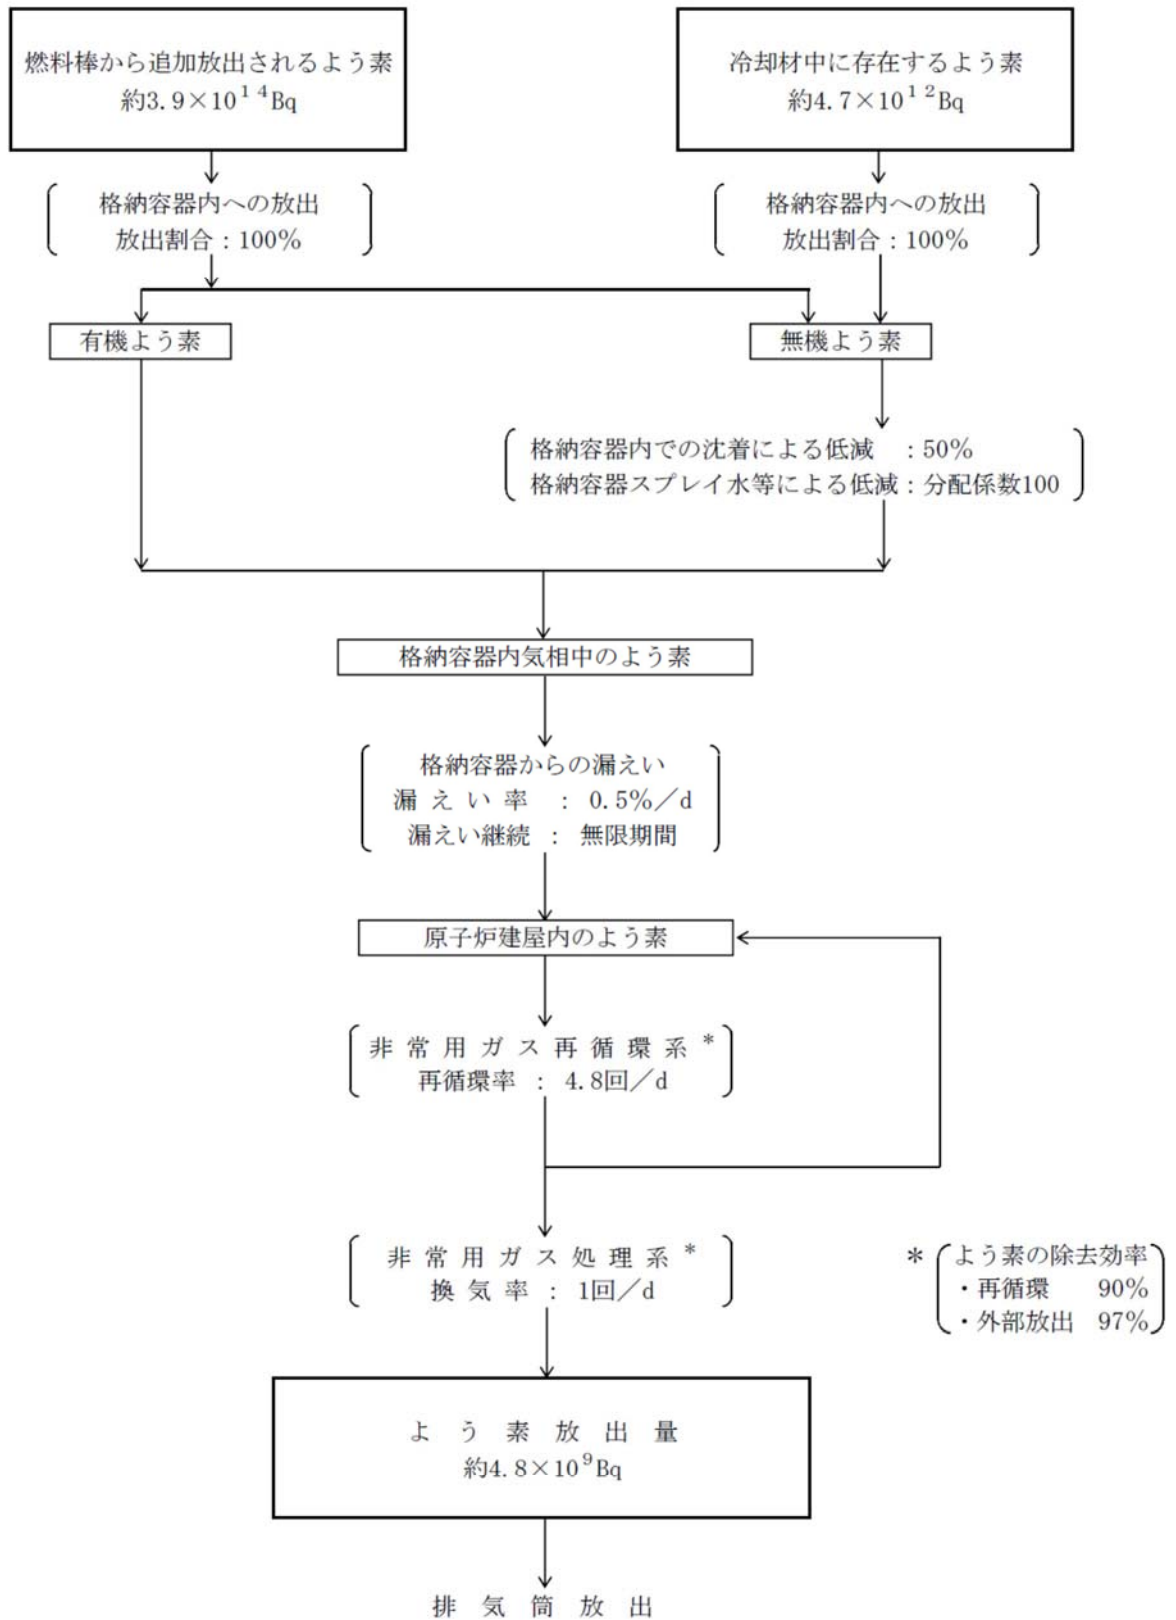 燃料棒から追加放出されるよう素
約3.9×10¹⁴Bq
冷却材中に存在するよう素
約4.7×10¹²Bq
格納容器内への放出
放出割合：100%
格納容器内への放出
放出割合：100%
有機よう素
無機よう素
格納容器内での沈着による低減　：50%
格納容器スプレイ水等による低減：分配係数100
格納容器内気相中のよう素
格納容器からの漏えい
漏 え い 率　： 0.5%／d
漏えい継続 ： 無限期間
原子炉建屋内のよう素
非 常 用 ガ ス 再 循 環 系 *
再循環率 ： 4.8回／d
非 常 用 ガ ス 処 理 系 *
換 気 率 ： 1回／d
* よう素の除去効率
・再循環　　90%
・外部放出　97%
よ う 素 放 出 量
約4.8×10⁹Bq
排 気 筒 放 出